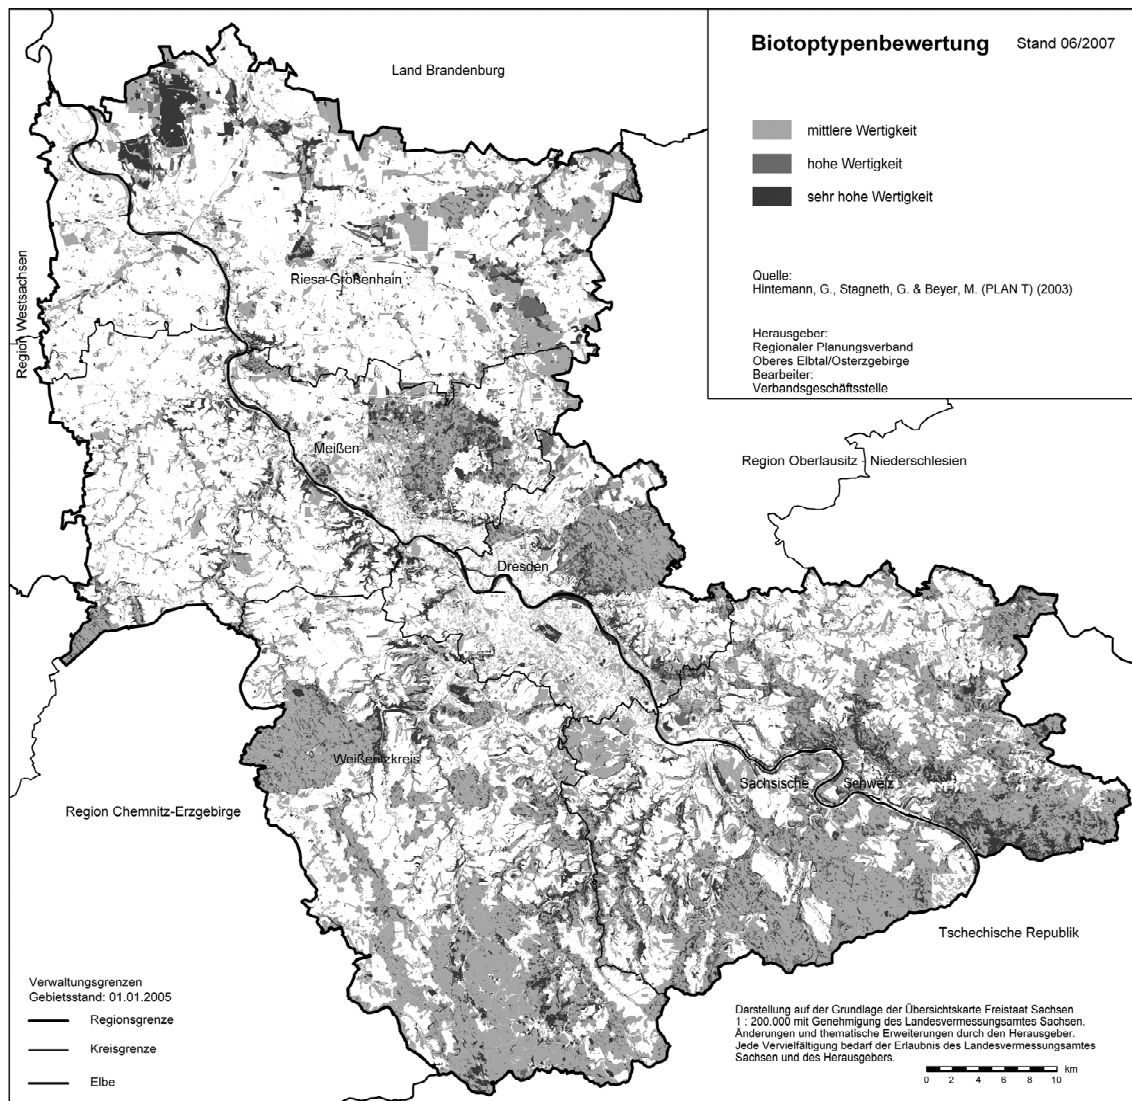 Biotoptypenbewertung Stand 06/2007
Land Brandenburg
mittlere Wertigkeit
hohe Wertigkeit
sehr hohe Wertigkeit
Quelle:
Hintemann, G., Stagneth, G. & Beyer, M. (PLAN T) (2003)
Herausgeber:
Regionaler Planungsverband
Oberes Elbtal/Osterzgebirge
Bearbeiter:
Verbandsgeschäftsstelle
Region Westsachsen
Riesa-Großenhain
Meißen
Region Oberlausitz - Niederschlesien
Dresden
Weißeritzkreis
Sächsische Schweiz
Region Chemnitz-Erzgebirge
Tschechische Republik
Verwaltungsgrenzen
Gebietsstand: 01.01.2005
Regionsgrenze
Kreisgrenze
Elbe
Darstellung auf der Grundlage der Übersichtskarte Freistaat Sachsen
1 : 200.000 mit Genehmigung des Landesvermessungsamtes Sachsen.
Änderungen und thematische Erweiterungen durch den Herausgeber.
Jede Vervielfältigung bedarf der Erlaubnis des Landesvermessungsamtes
Sachsen und des Herausgebers.
km
0 2 4 6 8 10